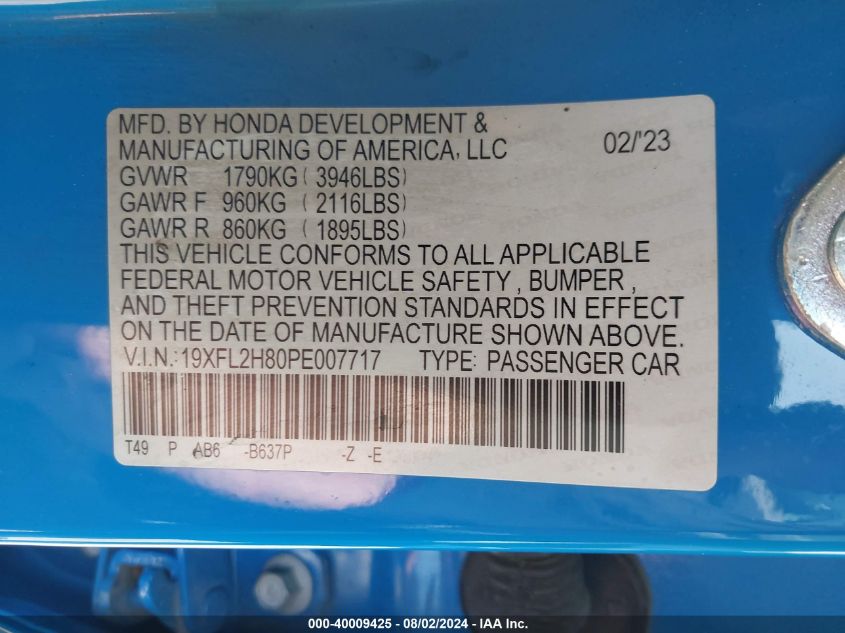 MFD. BY HONDA DEVELOPMENT &
MANUFACTURING OF AMERICA, LLC 02/'23
GVWR 1790KG ( 3946LBS)
GAWR F 960KG ( 2116LBS)
GAWR R 860KG ( 1895LBS)
THIS VEHICLE CONFORMS TO ALL APPLICABLE
FEDERAL MOTOR VEHICLE SAFETY , BUMPER ,
AND THEFT PREVENTION STANDARDS IN EFFECT
ON THE DATE OF MANUFACTURE SHOWN ABOVE.
V.I.N.: 19XFL2H80PE007717 TYPE: PASSENGER CAR
T49 P AB6 -B637P -Z -E
000-40009425 - 08/02/2024 - IAA Inc.